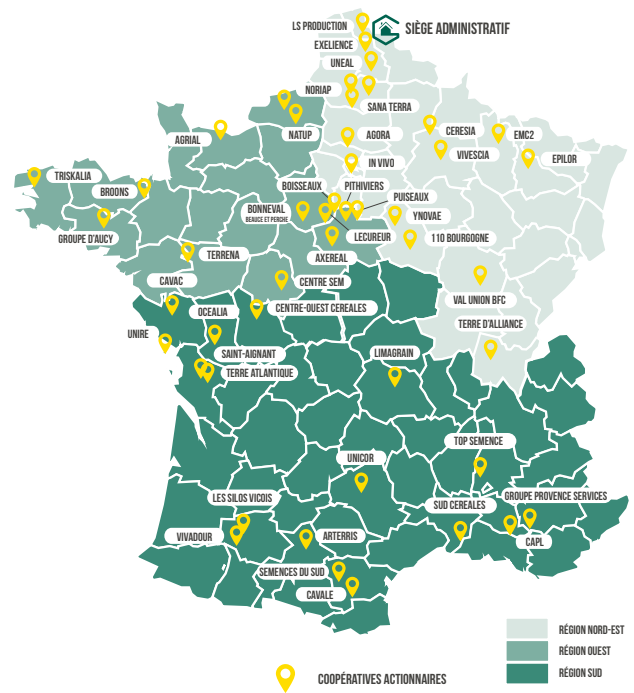 LS PRODUCTION
SIÈGE ADMINISTRATIF
EXELIENCE
UNEAL
NORIAP
SANA TERRA
NATUP
AGRIAL
AGORA
CERESIA
EMC2
VIVESCIA
EPILOR
IN VIVO
TRISKALIA
BROONS
BOISSEAUX
PITHIVIERS
PUISEAUX
BONNEVAL
BEAUCE ET PERCHE
YNOVAE
GROUPE D'AUCY
LECUREUR
110 BOURGOGNE
TERRENA
AXEREAL
CAVAC
CENTRE SEM
VAL UNION BFC
OCEALIA
CENTRE-OUEST CEREALES
TERRE D'ALLIANCE
UNIRE
SAINT-AIGNANT
LIMAGRAIN
TERRE ATLANTIQUE
TOP SEMENCE
UNICOR
LES SILOS VICOIS
GROUPE PROVENCE SERVICES
SUD CEREALES
VIVADOUR
ARTERRIS
CAPL
SEMENCES DU SUD
CAVALE
RÉGION NORD-EST
RÉGION OUEST
RÉGION SUD
COOPÉRATIVES ACTIONNAIRES